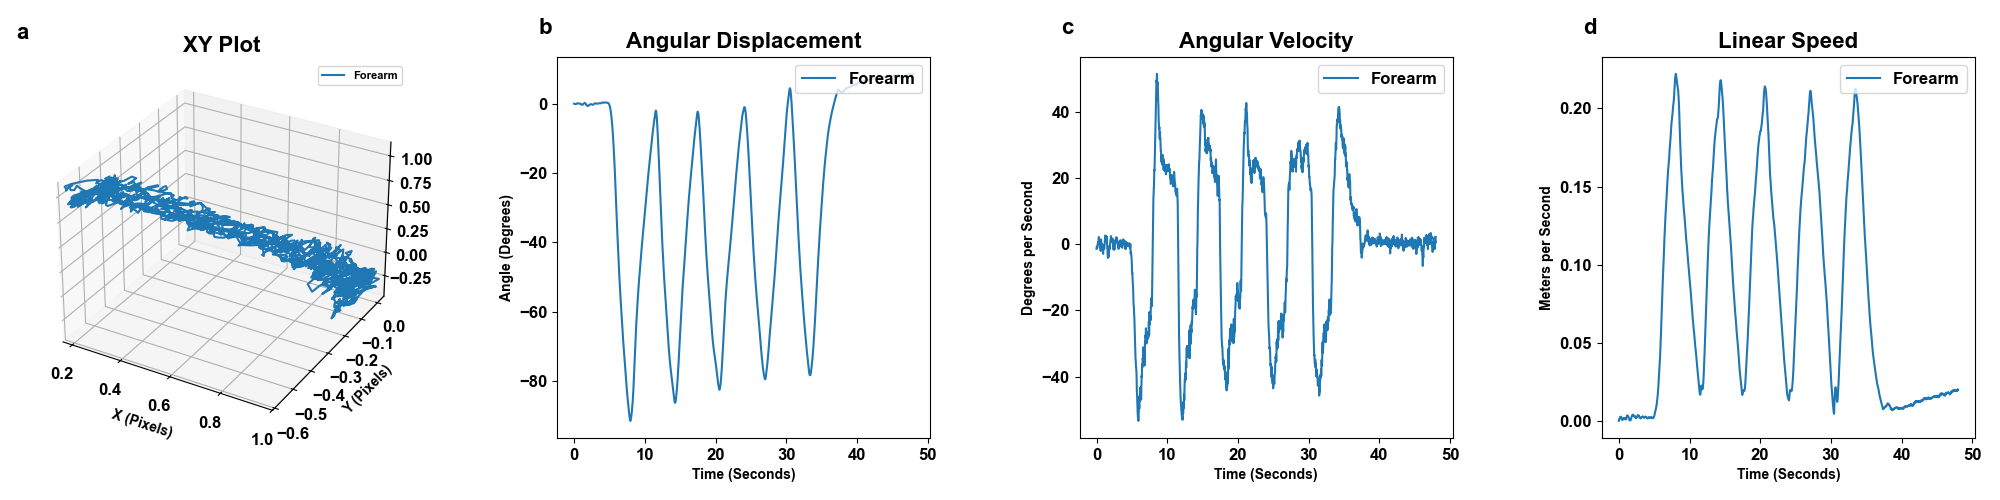 a
XY Plot
Forearm
1.00
0.75
0.50
0.25
0.00
−0.25
0.0
−0.1
−0.2
−0.3
−0.4
−0.5
−0.6
Y (Pixels)
0.2
0.4
0.6
0.8
1.0
X (Pixels)
b
Angular Displacement
Forearm
0
−20
−40
−60
−80
Angle (Degrees)
0 10 20 30 40 50
Time (Seconds)
c
Angular Velocity
Forearm
40
20
0
−20
−40
Degrees per Second
0 10 20 30 40 50
Time (Seconds)
d
Linear Speed
Forearm
0.20
0.15
0.10
0.05
0.00
Meters per Second
0 10 20 30 40 50
Time (Seconds)